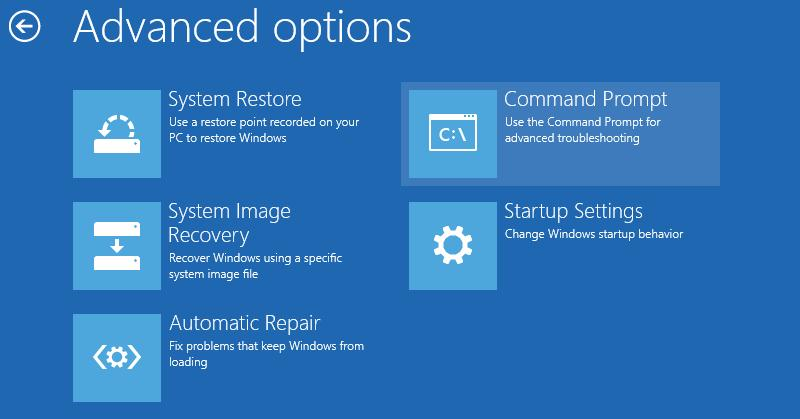 Advanced options
System Restore
Use a restore point recorded on your
PC to restore Windows
Command Prompt
Use the Command Prompt for
advanced troubleshooting
C:\
System Image
Recovery
Recover Windows using a specific
system image file
Startup Settings
Change Windows startup behavior
Automatic Repair
Fix problems that keep Windows from
loading